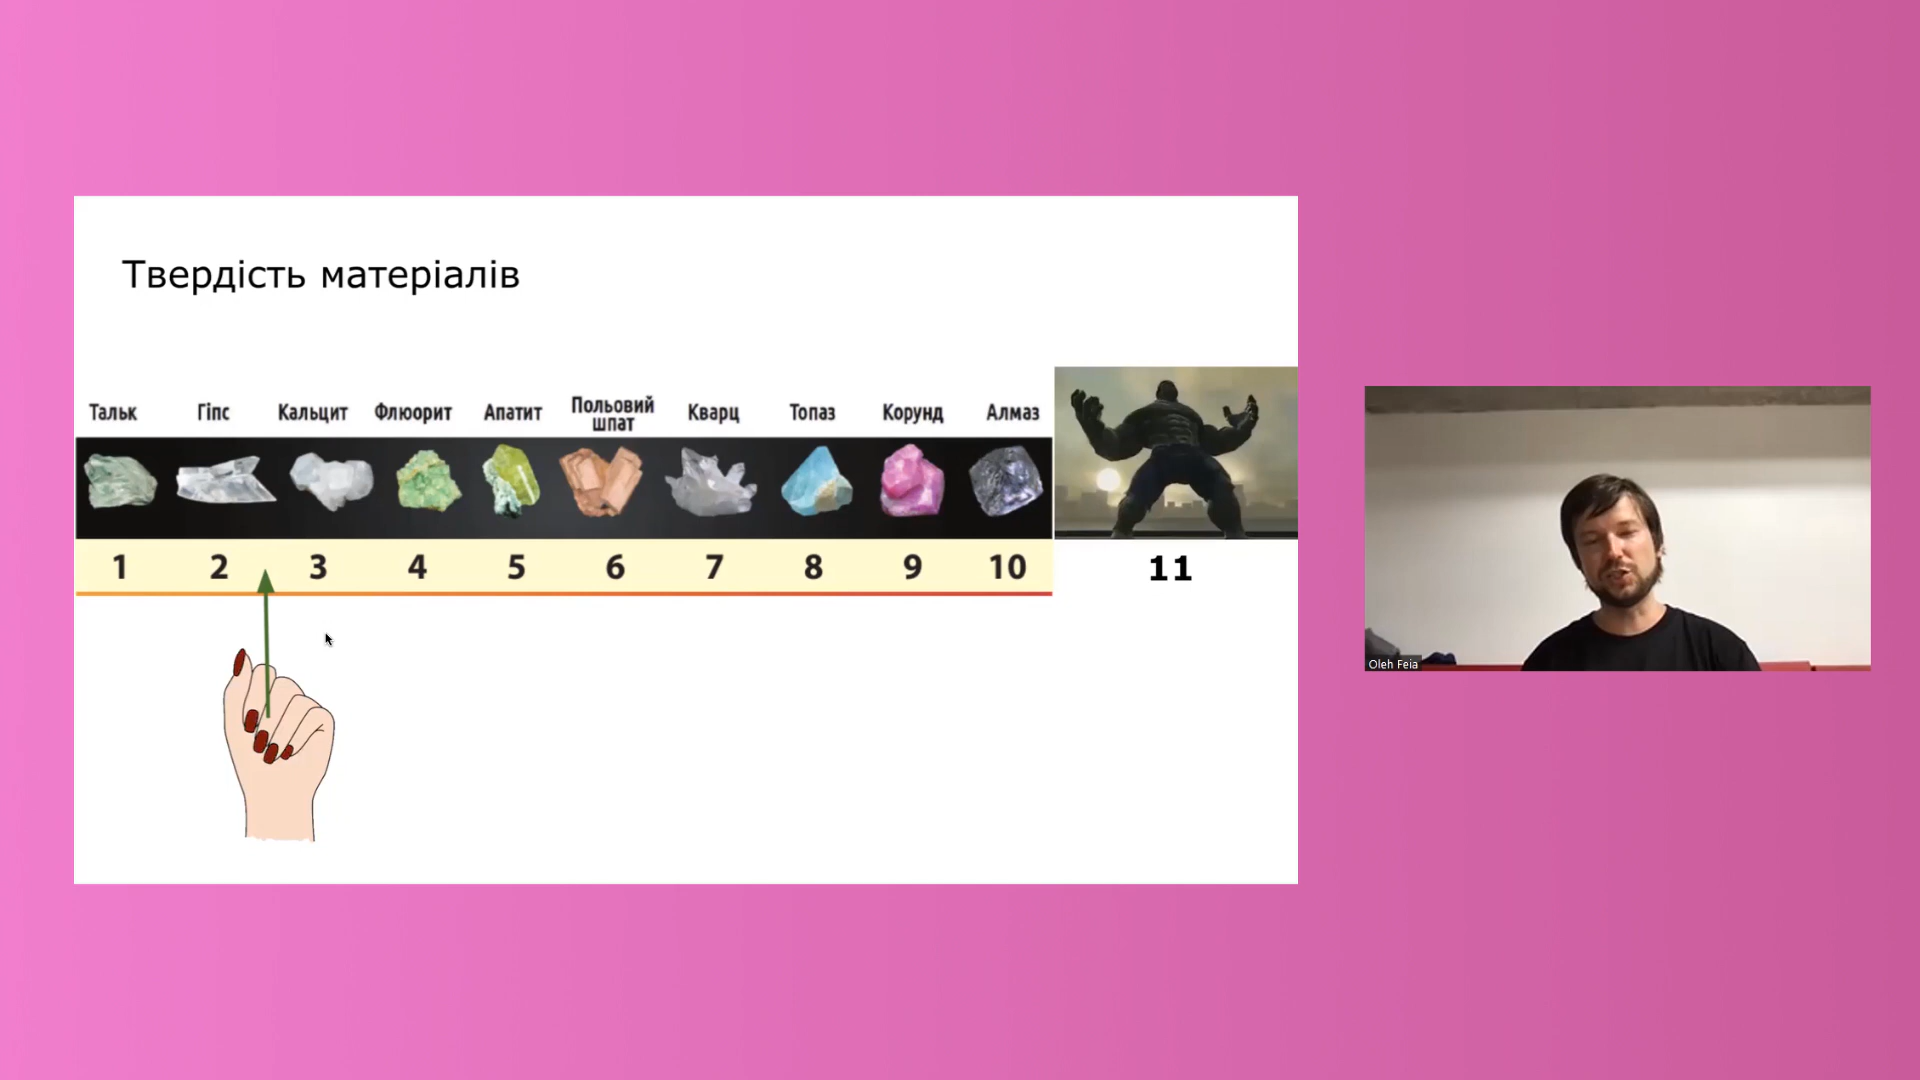 Твердість матеріалів
Тальк Гіпс Кальцит Флюорит Апатит Польовий шпат Кварц Топаз Корунд Алмаз
1 2 3 4 5 6 7 8 9 10 11
Oleh Feia